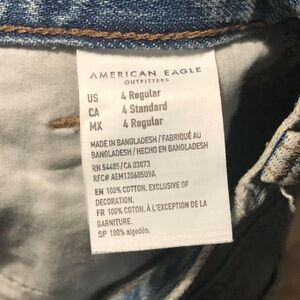 AMERICAN EAGLE
OUTFITTERS
US 4 Regular
CA 4 Standard
MX 4 Regular
MADE IN BANGLADESH / FABRIQUÉ AU
BANGLADESH / HECHO EN BANGLADESH
RN 54485/CA 03873
RFC# AEM120605U9A
EN 100% COTTON. EXCLUSIVE OF
DECORATION.
FR 100% COTON. À L'EXCEPTION DE LA
GARNITURE.
SP 100% algodón.